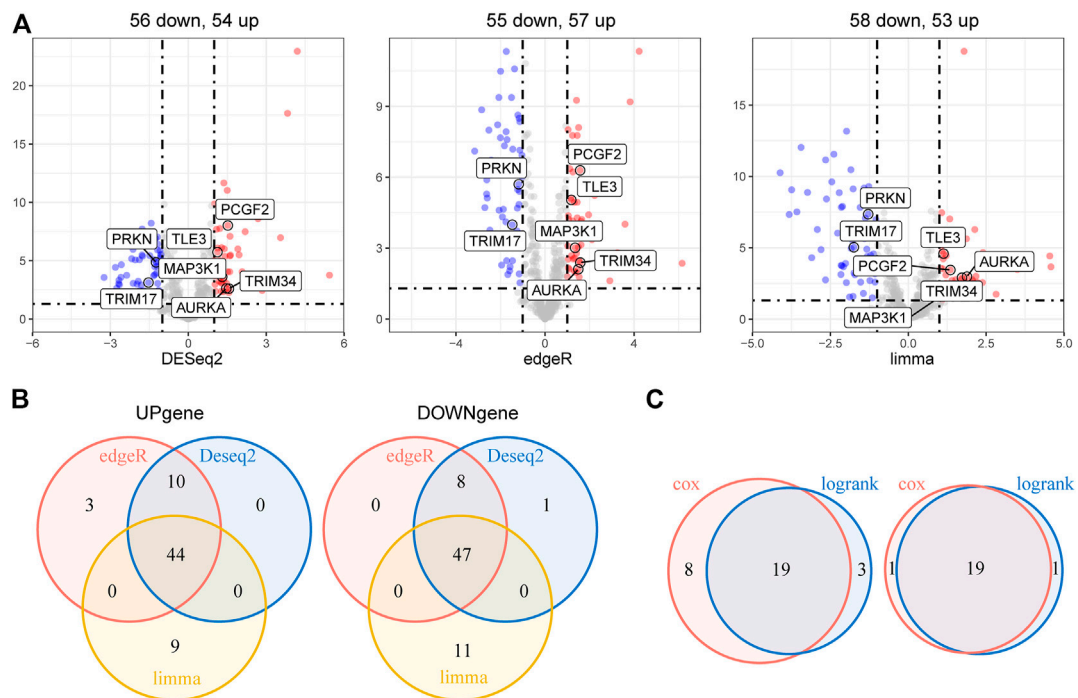 A
56 down, 54 up
55 down, 57 up
58 down, 53 up
20
15
10
5
0
PCGF2
PRKN
TLE3
MAP3K1
TRIM34
TRIM17
AURKA
-6
-3
0
3
6
DESeq2
9
6
3
0
PCGF2
PRKN
TLE3
MAP3K1
TRIM17
TRIM34
AURKA
-4
0
4
edgeR
15
10
5
0
PRKN
TRIM17
TLE3
PCGF2
AURKA
TRIM34
MAP3K1
-5.0
-2.5
0.0
2.5
5.0
limma
B
UPgene
DOWNgene
edgeR
Deseq2
10
3
0
44
0
0
9
limma
edgeR
Deseq2
8
0
1
47
0
0
11
limma
C
cox
logrank
8
19
3
cox
logrank
1
19
1